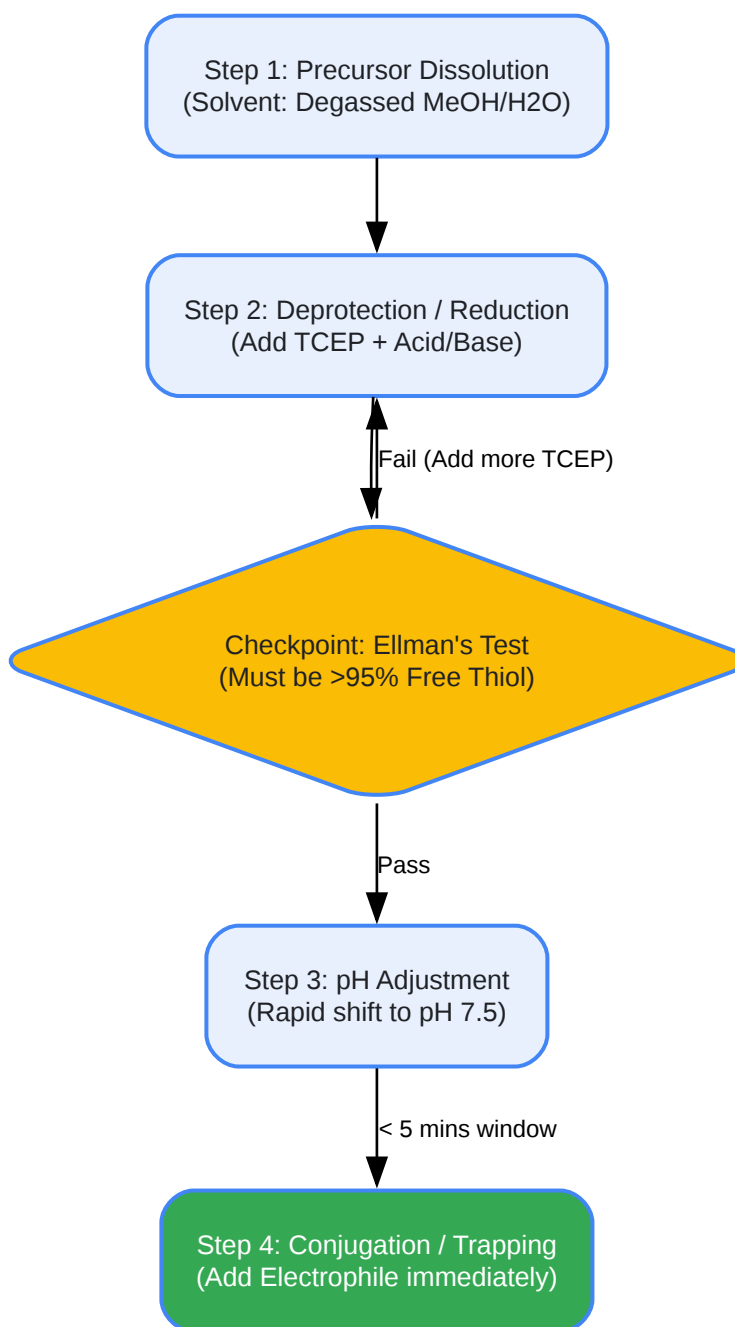 Step 1: Precursor Dissolution
(Solvent: Degassed MeOH/H2O)
Step 2: Deprotection / Reduction
(Add TCEP + Acid/Base)
Fail (Add more TCEP)
Checkpoint: Ellman's Test
(Must be >95% Free Thiol)
Pass
Step 3: pH Adjustment
(Rapid shift to pH 7.5)
< 5 mins window
Step 4: Conjugation / Trapping
(Add Electrophile immediately)